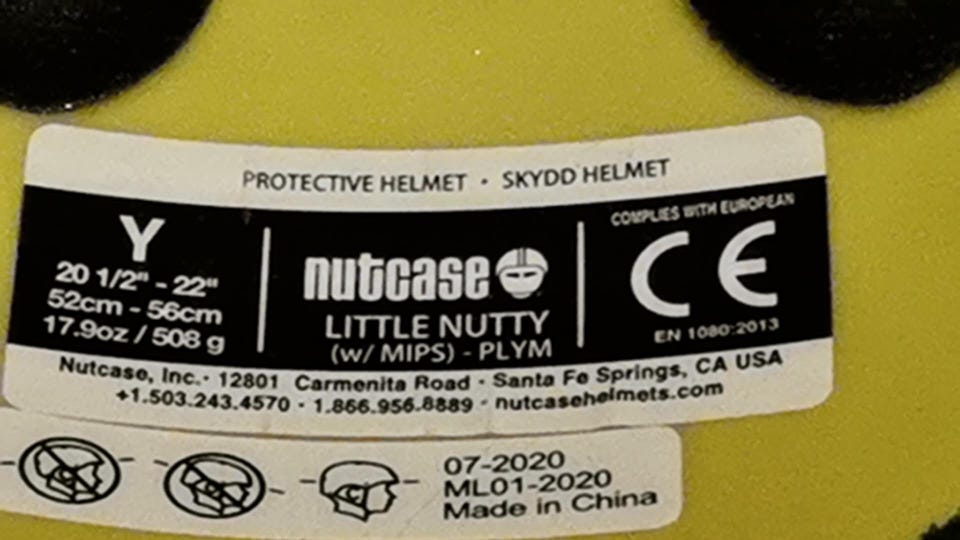 PROTECTIVE HELMET · SKYDD HELMET
Y
20 1/2" - 22"
52cm - 56cm
17.9oz / 508 g
nutcase
LITTLE NUTTY
(w/ MIPS) - PLYM
COMPLIES WITH EUROPEAN
CE
EN 1080:2013
Nutcase, Inc. · 12801 Carmenita Road · Santa Fe Springs, CA USA
+1.503.243.4570 · 1.866.956.8889 · nutcasehelmets.com
07-2020
ML01-2020
Made in China